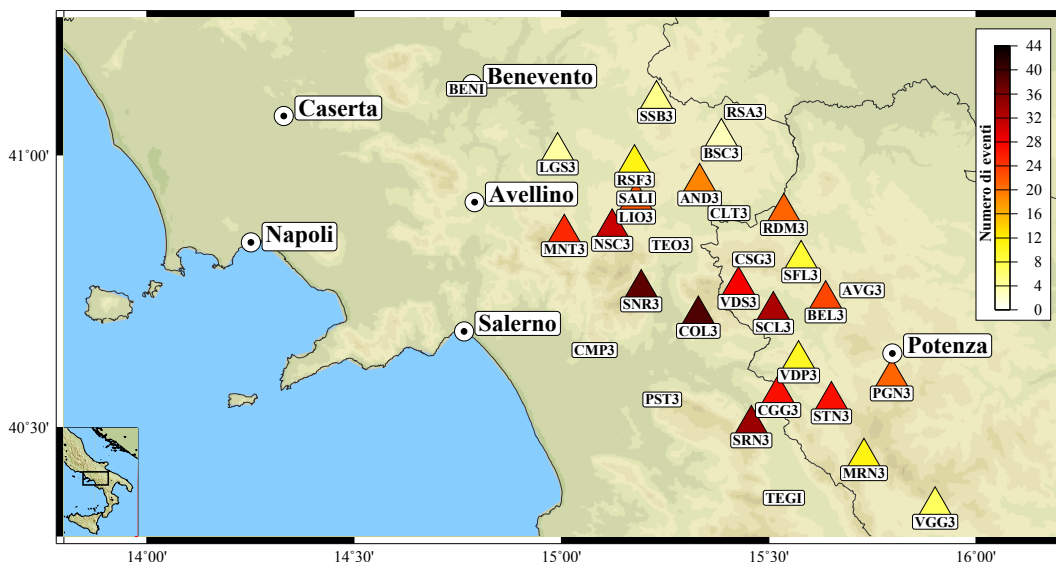 Benevento
BENI
Caserta
SSB3
RSA3
BSC3
41°00'
LGS3
RSF3
SALI
LIO3
AND3
CLT3
RDM3
Avellino
Napoli
MNT3
NSC3
TEO3
CSG3
SFL3
SNR3
VDS3
AVG3
BEL3
COL3
SCL3
Salerno
CMP3
VDP3
Potenza
PGN3
PST3
CGG3
STN3
40°30'
SRN3
MRN3
TEGI
VGG3
14°00'
14°30'
15°00'
15°30'
16°00'
Numero di eventi
44
40
36
32
28
24
20
16
12
8
4
0